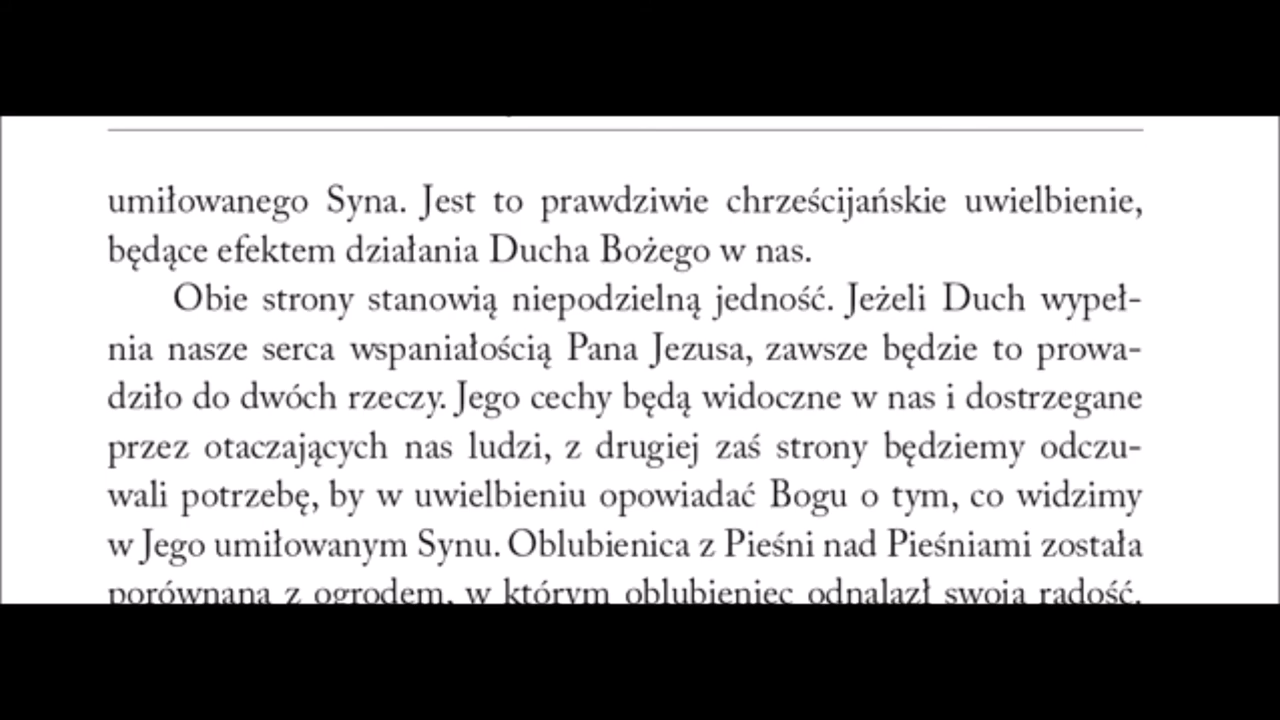 umiłowanego Syna. Jest to prawdziwie chrześcijańskie uwielbienie,
będące efektem działania Ducha Bożego w nas.
Obie strony stanowią niepodzielną jedność. Jeżeli Duch wypeł-
nia nasze serca wspaniałością Pana Jezusa, zawsze będzie to prowa-
dziło do dwóch rzeczy. Jego cechy będą widoczne w nas i dostrzegane
przez otaczających nas ludzi, z drugiej zaś strony będziemy odczu-
wali potrzebę, by w uwielbieniu opowiadać Bogu o tym, co widzimy
w Jego umiłowanym Synu. Oblubienica z Pieśni nad Pieśniami została
porównana z ogrodem, w którym oblubieniec odnalazł swoją radość.